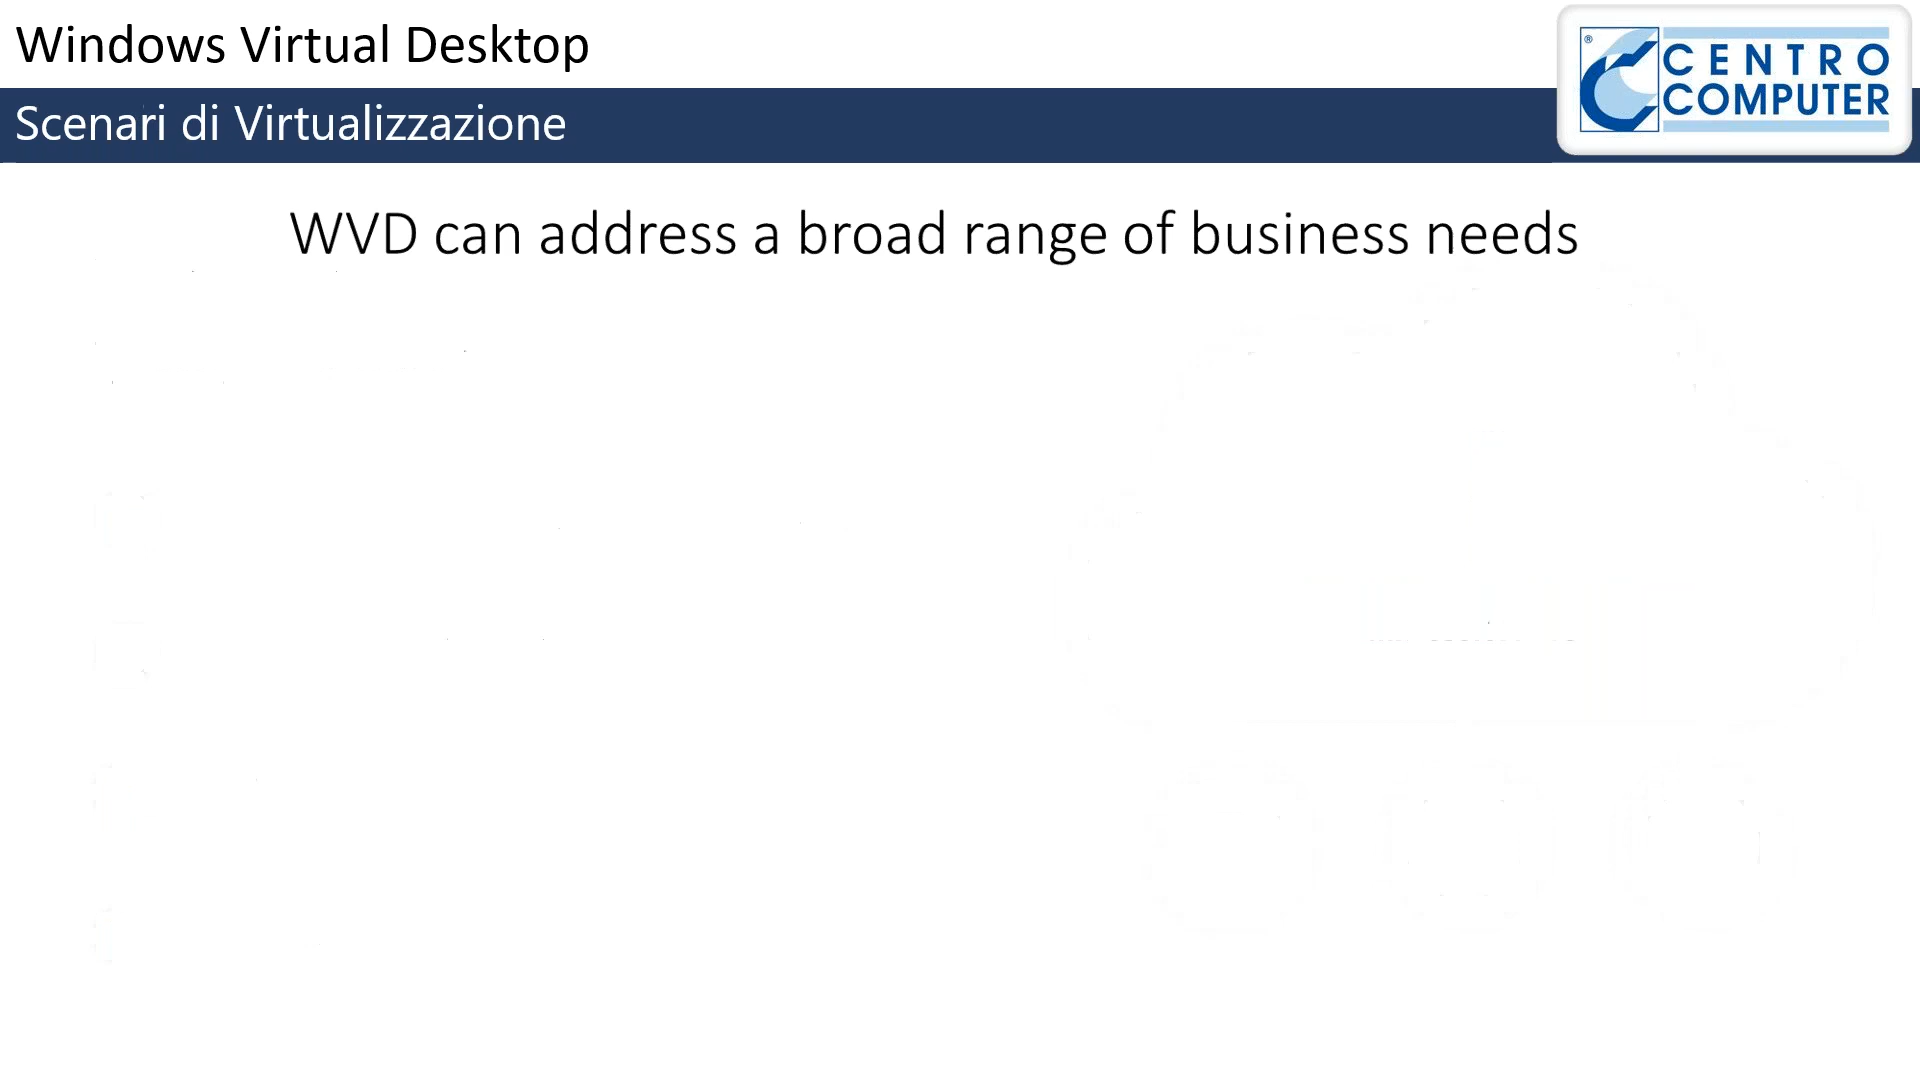 Windows Virtual Desktop
Scenari di Virtualizzazione
® CENTRO
COMPUTER
WVD can address a broad range of business needs